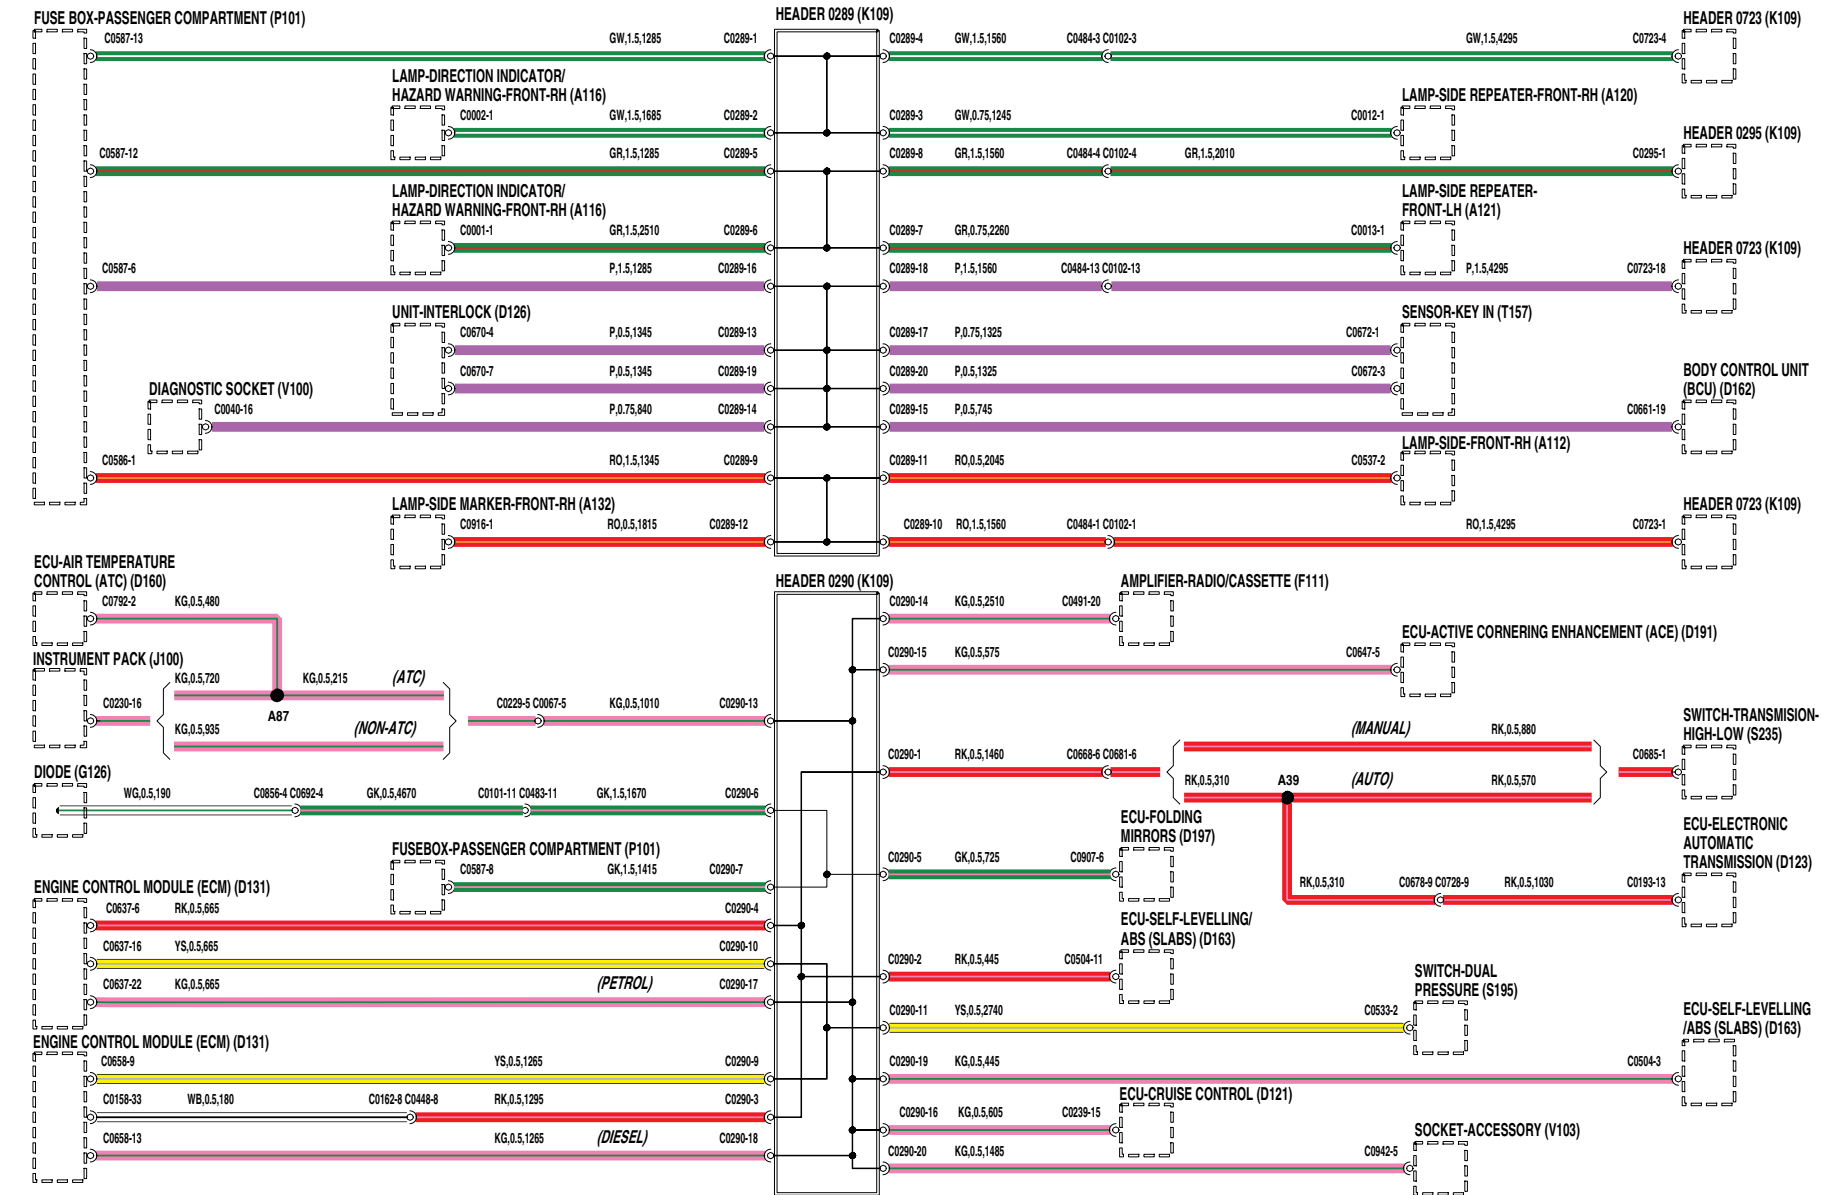 FUSE BOX-PASSENGER COMPARTMENT (P101)
HEADER 0289 (K109)
HEADER 0723 (K109)
C0587-13
GW,1.5,1285
C0289-1
C0289-4
GW,1.5,1560
C0484-3 C0102-3
GW,1.5,4295
C0723-4
LAMP-DIRECTION INDICATOR/
HAZARD WARNING-FRONT-RH (A116)
LAMP-SIDE REPEATER-FRONT-RH (A120)
C0002-1
GW,1.5,1685
C0289-2
C0289-3
GW,0.75,1245
C0012-1
HEADER 0295 (K109)
C0587-12
GR,1.5,1285
C0289-5
C0289-8
GR,1.5,1560
C0484-4 C0102-4
GR,1.5,2010
C0295-1
LAMP-DIRECTION INDICATOR/
HAZARD WARNING-FRONT-RH (A116)
LAMP-SIDE REPEATER-
FRONT-LH (A121)
C0001-1
GR,1.5,2510
C0289-6
C0289-7
GR,0.75,2260
C0013-1
HEADER 0723 (K109)
C0587-6
P,1.5,1285
C0289-16
C0289-18
P,1.5,1560
C0484-13 C0102-13
P,1.5,4295
C0723-18
UNIT-INTERLOCK (D126)
SENSOR-KEY IN (T157)
C0670-4
P,0.5,1345
C0289-13
C0289-17
P,0.75,1325
C0672-1
C0670-7
P,0.5,1345
C0289-19
C0289-20
P,0.5,1325
C0672-3
BODY CONTROL UNIT
(BCU) (D162)
DIAGNOSTIC SOCKET (V100)
C0040-16
P,0.75,840
C0289-14
C0289-15
P,0.5,745
C0661-19
LAMP-SIDE-FRONT-RH (A112)
C0586-1
RO,1.5,1345
C0289-9
C0289-11
RO,0.5,2045
C0537-2
LAMP-SIDE MARKER-FRONT-RH (A132)
HEADER 0723 (K109)
C0916-1
RO,0.5,1815
C0289-12
C0289-10
RO,1.5,1560
C0484-1 C0102-1
RO,1.5,4295
C0723-1
ECU-AIR TEMPERATURE
CONTROL (ATC) (D160)
HEADER 0290 (K109)
AMPLIFIER-RADIO/CASSETTE (F111)
C0792-2
KG,0.5,480
C0290-14
KG,0.5,2510
C0491-20
ECU-ACTIVE CORNERING ENHANCEMENT (ACE) (D191)
INSTRUMENT PACK (J100)
C0290-15
KG,0.5,575
C0647-5
KG,0.5,720
KG,0.5,215
(ATC)
C0230-16
A87
KG,0.5,935
(NON-ATC)
C0229-5 C0067-5
KG,0.5,1010
C0290-13
SWITCH-TRANSMISION-
HIGH-LOW (S235)
(MANUAL)
RK,0.5,880
C0290-1
RK,0.5,1460
C0668-6 C0681-6
C0685-1
RK,0.5,310
A39
(AUTO)
RK,0.5,570
DIODE (G126)
WG,0.5,190
C0856-4 C0692-4
GK,0.5,4670
C0101-11 C0483-11
GK,1.5,1670
C0290-6
ECU-FOLDING
MIRRORS (D197)
ECU-ELECTRONIC
AUTOMATIC
TRANSMISSION (D123)
FUSEBOX-PASSENGER COMPARTMENT (P101)
C0587-8
GK,1.5,1415
C0290-7
C0290-5
GK,0.5,725
C0907-6
RK,0.5,310
C0678-9 C0728-9
RK,0.5,1030
C0193-13
ENGINE CONTROL MODULE (ECM) (D131)
C0637-6
RK,0.5,665
C0290-4
ECU-SELF-LEVELLING/
ABS (SLABS) (D163)
C0637-16
YS,0.5,665
C0290-10
C0290-2
RK,0.5,445
C0504-11
C0637-22
KG,0.5,665
(PETROL)
C0290-17
SWITCH-DUAL
PRESSURE (S195)
C0290-11
YS,0.5,2740
C0533-2
ECU-SELF-LEVELLING
/ABS (SLABS) (D163)
ENGINE CONTROL MODULE (ECM) (D131)
C0658-9
YS,0.5,1265
C0290-9
C0290-19
KG,0.5,445
C0504-3
C0158-33
WB,0.5,180
C0162-8 C0448-8
RK,0.5,1295
C0290-3
ECU-CRUISE CONTROL (D121)
C0290-16
KG,0.5,605
C0239-15
C0658-13
KG,0.5,1265
(DIESEL)
C0290-18
SOCKET-ACCESSORY (V103)
C0290-20
KG,0.5,1485
C0942-5